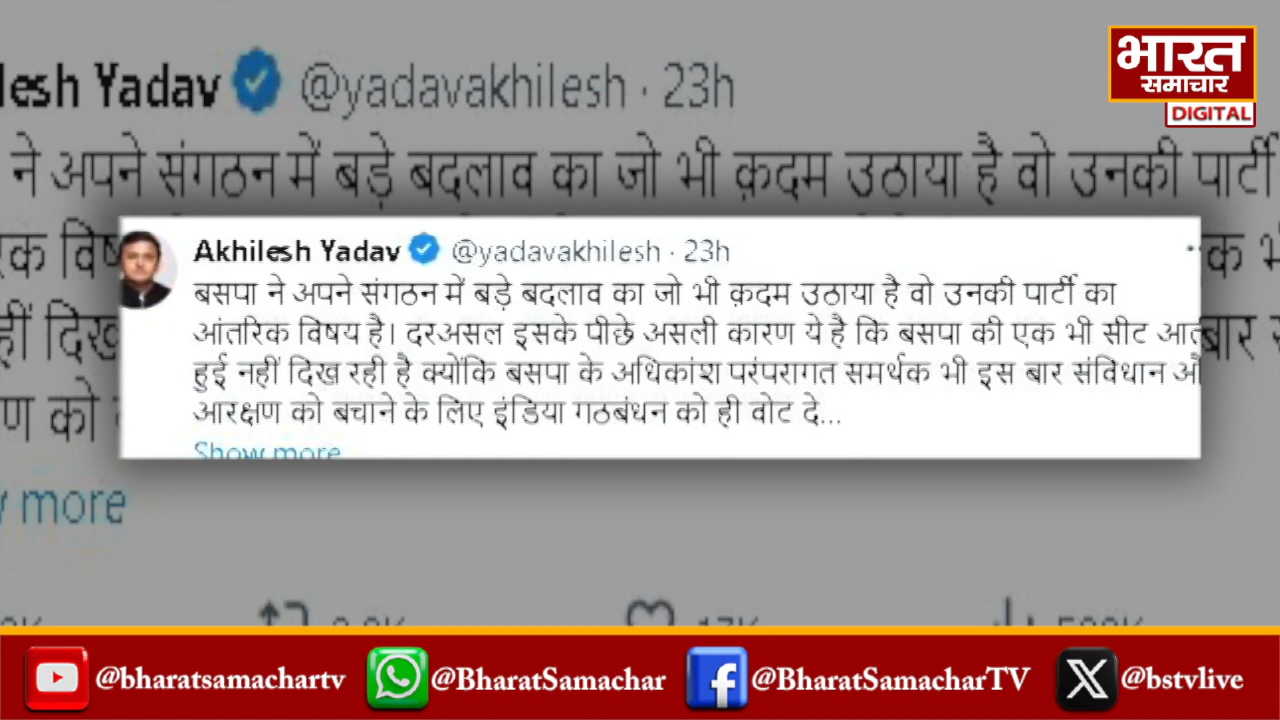 lesh Yadav @yadavakhilesh · 23h
ने अपने संगठन में बड़े बदलाव का जो भी क़दम उठाया है वो उनकी पार्टी
भारत
समाचार
DIGITAL
Akhilesh Yadav @yadavakhilesh · 23h
बसपा ने अपने संगठन में बड़े बदलाव का जो भी क़दम उठाया है वो उनकी पार्टी का
आंतरिक विषय है। दरअसल इसके पीछे असली कारण ये है कि बसपा की एक भी सीट
हुई नहीं दिख रही है क्योंकि बसपा के अधिकांश परंपरागत समर्थक भी इस बार संविधान
आरक्षण को बचाने के लिए इंडिया गठबंधन को ही वोट दे...
Show more
more
@bharatsamachartv @BharatSamachar @BharatSamacharTV @bstvlive